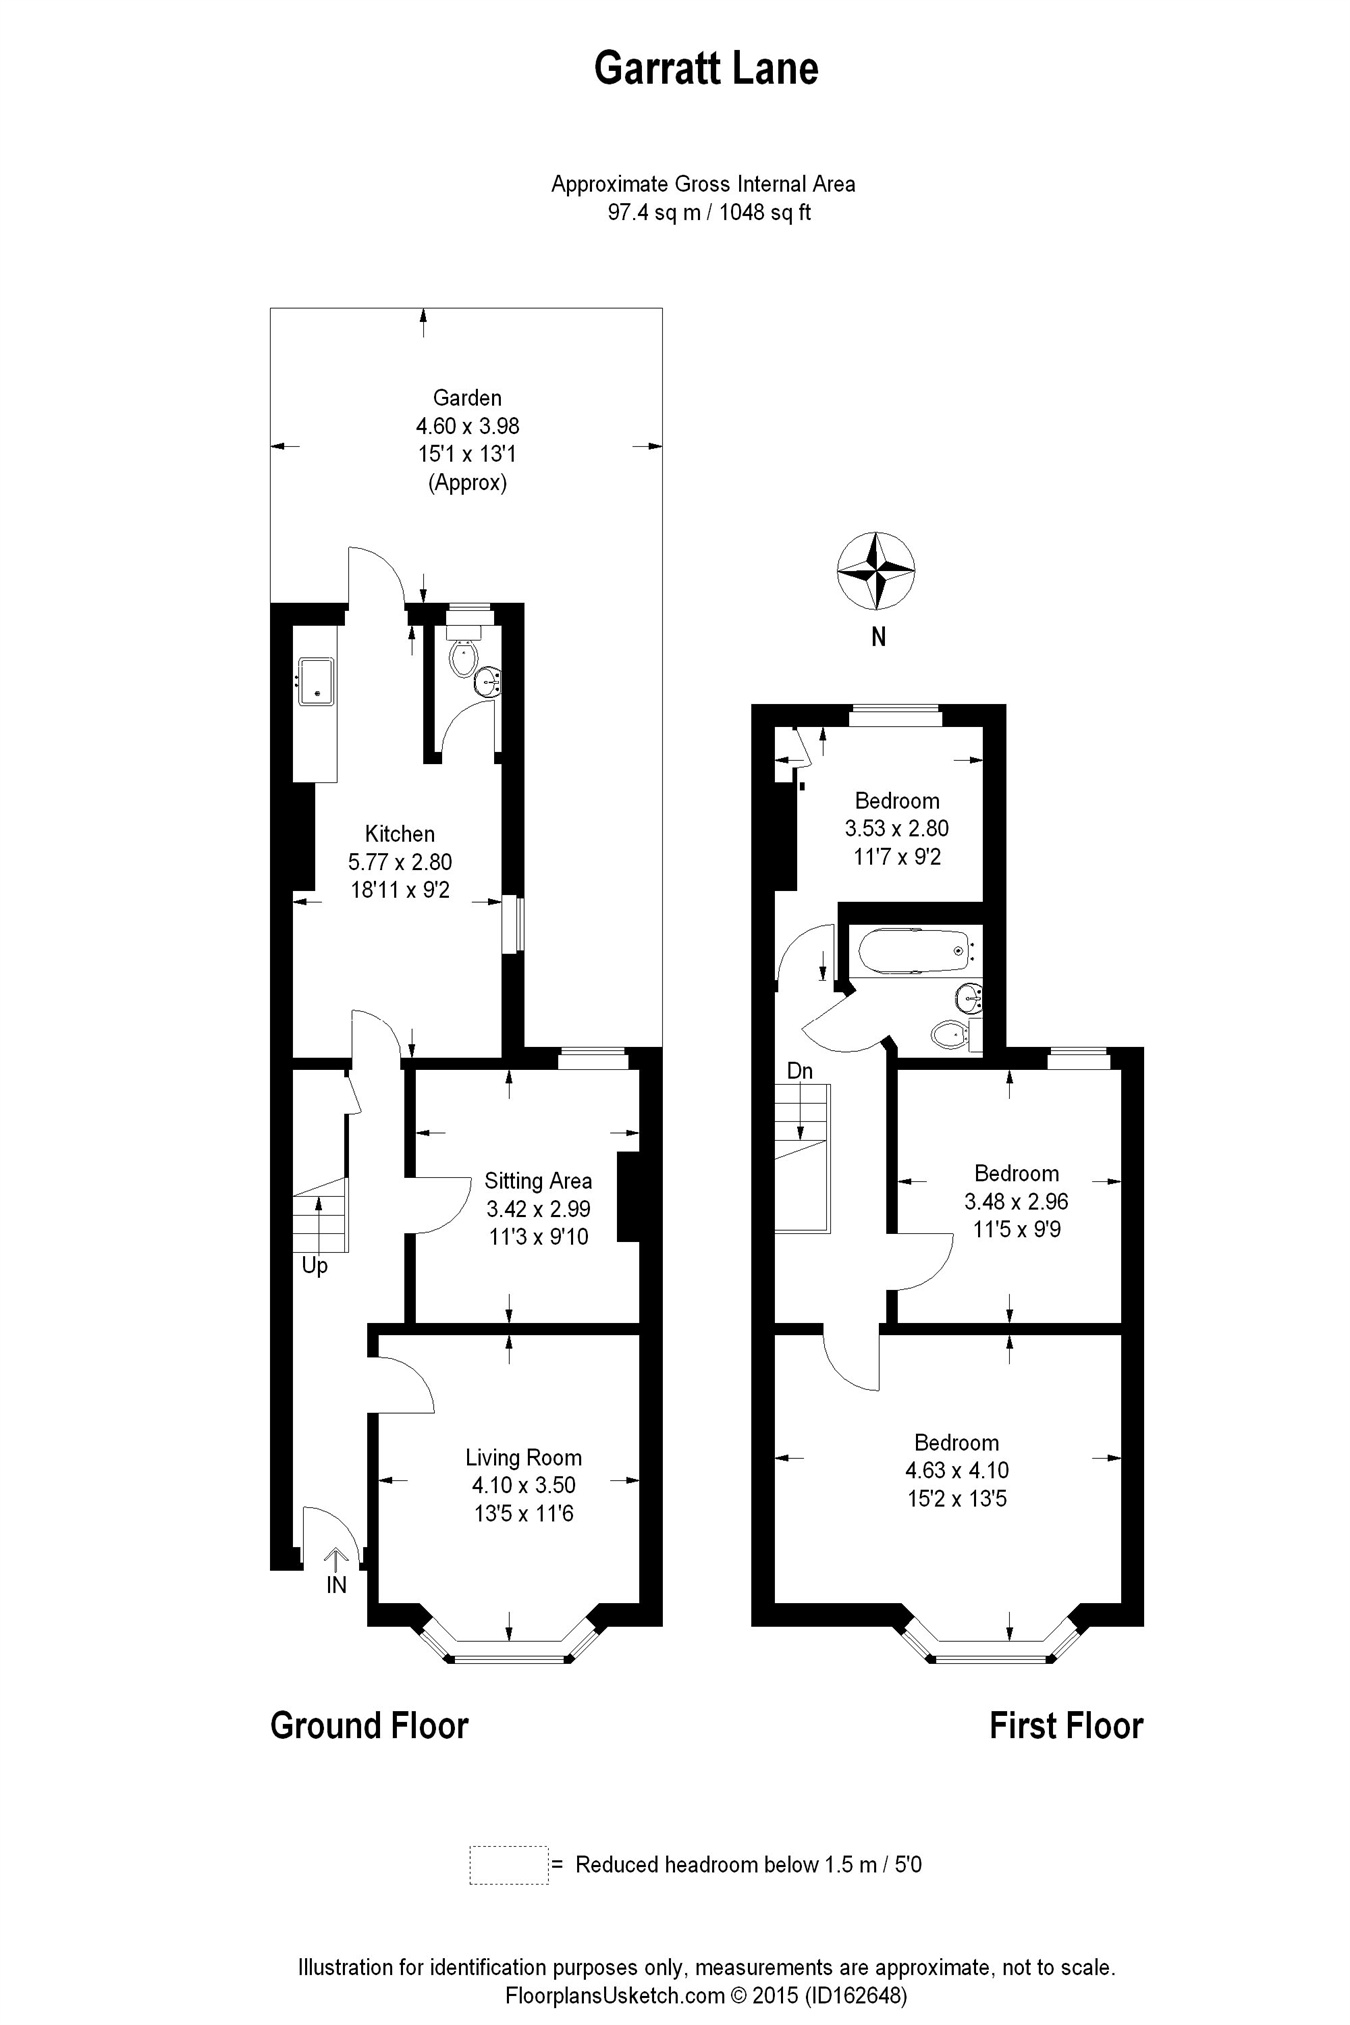 Garratt Lane
Approximate Gross Internal Area
97.4 sq m / 1048 sq ft
Garden
4.60 x 3.98
15'1 x 13'1
(Approx)
N
Kitchen
5.77 x 2.80
18'11 x 9'2
Bedroom
3.53 x 2.80
11'7 x 9'2
Dn
Sitting Area
3.42 x 2.99
11'3 x 9'10
Up
Bedroom
3.48 x 2.96
11'5 x 9'9
Living Room
4.10 x 3.50
13'5 x 11'6
IN
Bedroom
4.63 x 4.10
15'2 x 13'5
Ground Floor
First Floor
= Reduced headroom below 1.5 m / 5'0
Illustration for identification purposes only, measurements are approximate, not to scale.
FloorplansUsketch.com © 2015 (ID162648)